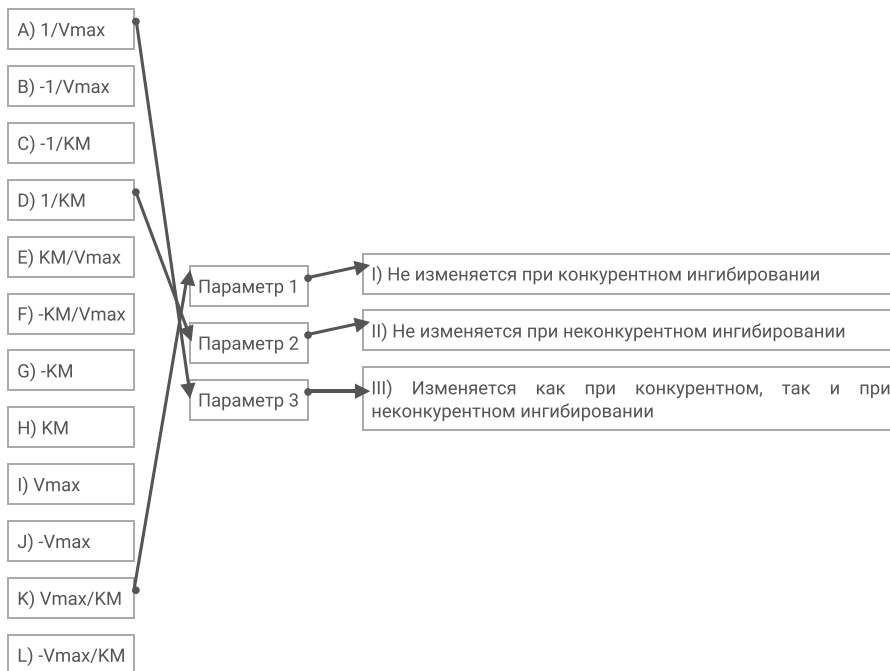 A) 1/Vmax
B) -1/Vmax
C) -1/KM
D) 1/KM
E) KM/Vmax
F) -KM/Vmax
G) -KM
H) KM
I) Vmax
J) -Vmax
K) Vmax/KM
L) -Vmax/KM
Параметр 1
Параметр 2
Параметр 3
I) Не изменяется при конкурентном ингибировании
II) Не изменяется при неконкурентном ингибировании
III) Изменяется как при конкурентном, так и при
неконкурентном ингибировании